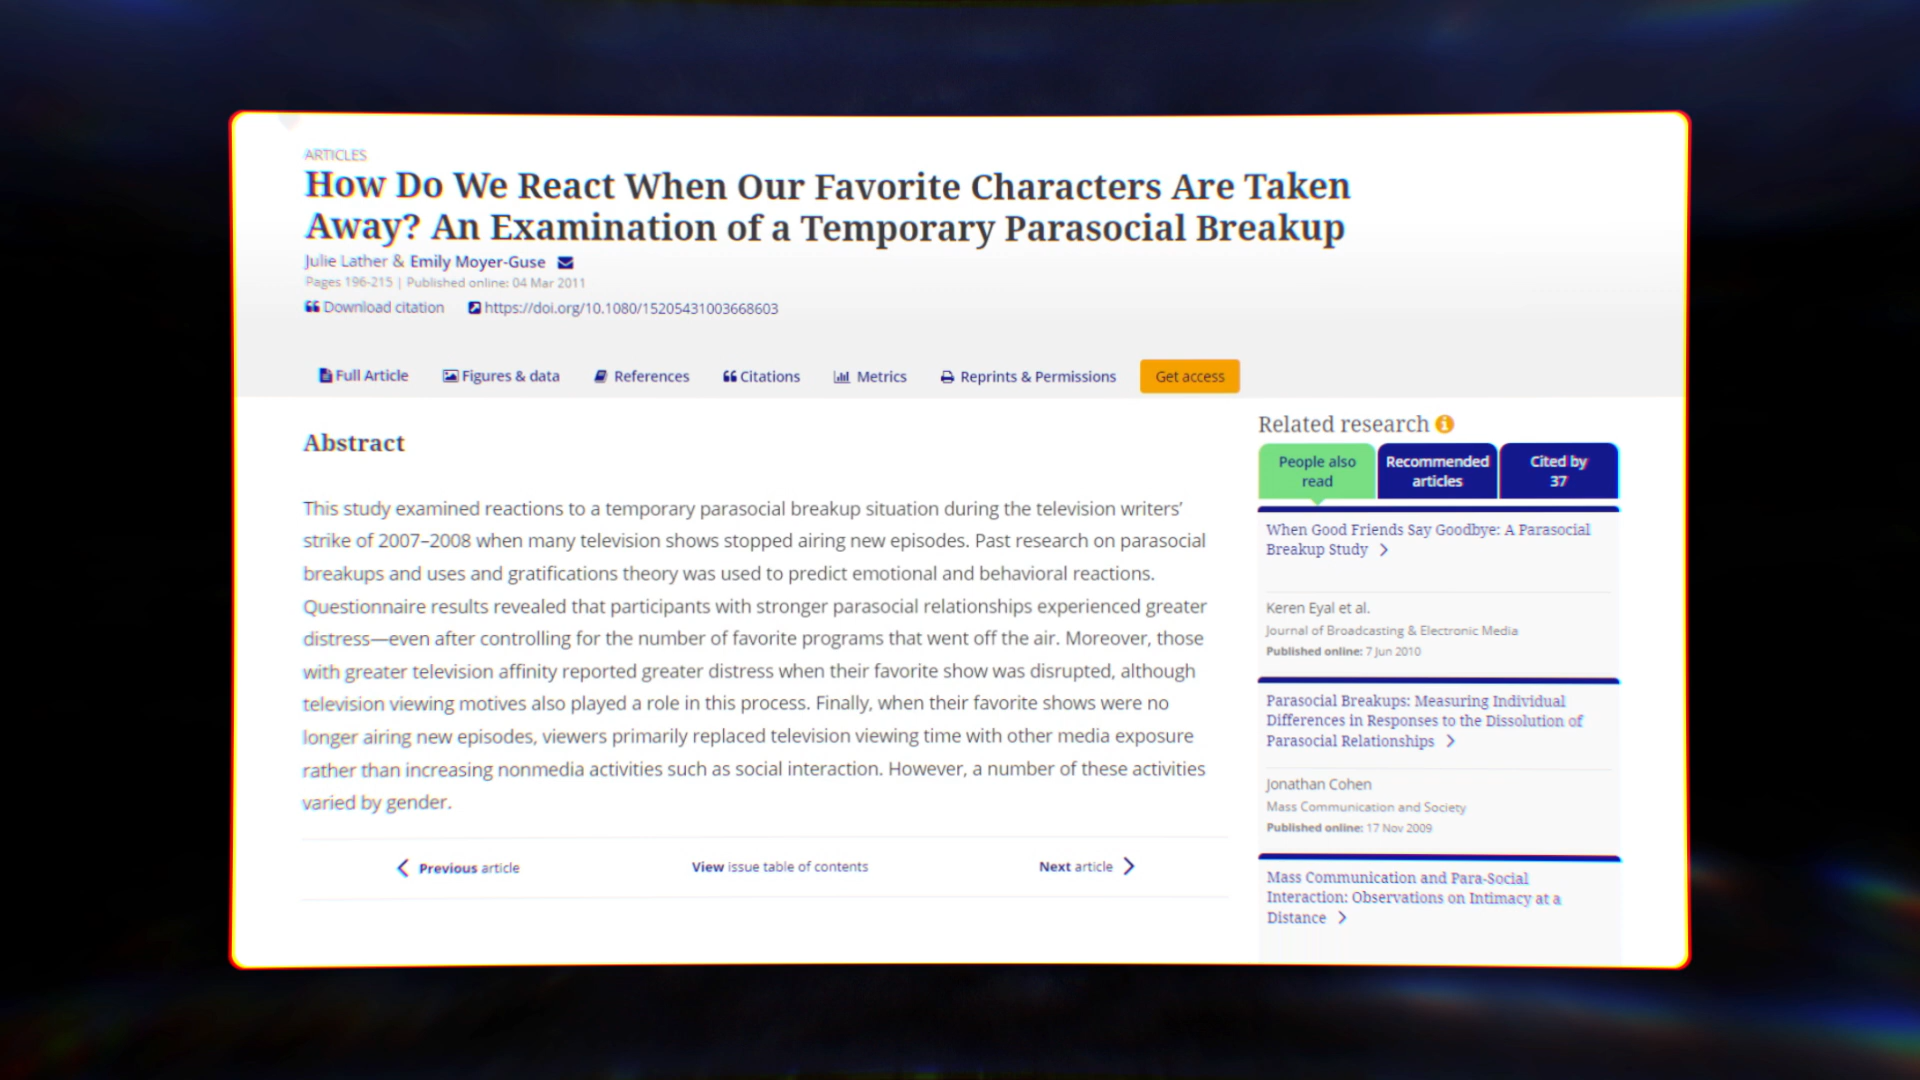 ARTICLES
How Do We React When Our Favorite Characters Are Taken
Away? An Examination of a Temporary Parasocial Breakup
Julie Lather & Emily Moyer-Guse
Pages 196-215 | Published online: 04 Mar 2011
Download citation https://doi.org/10.1080/15205431003668603
Full Article Figures & data References Citations Metrics Reprints & Permissions Get access
Abstract
This study examined reactions to a temporary parasocial breakup situation during the television writers’
strike of 2007–2008 when many television shows stopped airing new episodes. Past research on parasocial
breakups and uses and gratifications theory was used to predict emotional and behavioral reactions.
Questionnaire results revealed that participants with stronger parasocial relationships experienced greater
distress—even after controlling for the number of favorite programs that went off the air. Moreover, those
with greater television affinity reported greater distress when their favorite show was disrupted, although
television viewing motives also played a role in this process. Finally, when their favorite shows were no
longer airing new episodes, viewers primarily replaced television viewing time with other media exposure
rather than increasing nonmedia activities such as social interaction. However, a number of these activities
varied by gender.
Previous article View issue table of contents Next article
Related research
People also
read
Recommended
articles
Cited by
37
When Good Friends Say Goodbye: A Parasocial
Breakup Study
Keren Eyal et al.
Journal of Broadcasting & Electronic Media
Published online: 7 Jun 2010
Parasocial Breakups: Measuring Individual
Differences in Responses to the Dissolution of
Parasocial Relationships
Jonathan Cohen
Mass Communication and Society
Published online: 17 Nov 2009
Mass Communication and Para-Social
Interaction: Observations on Intimacy at a
Distance